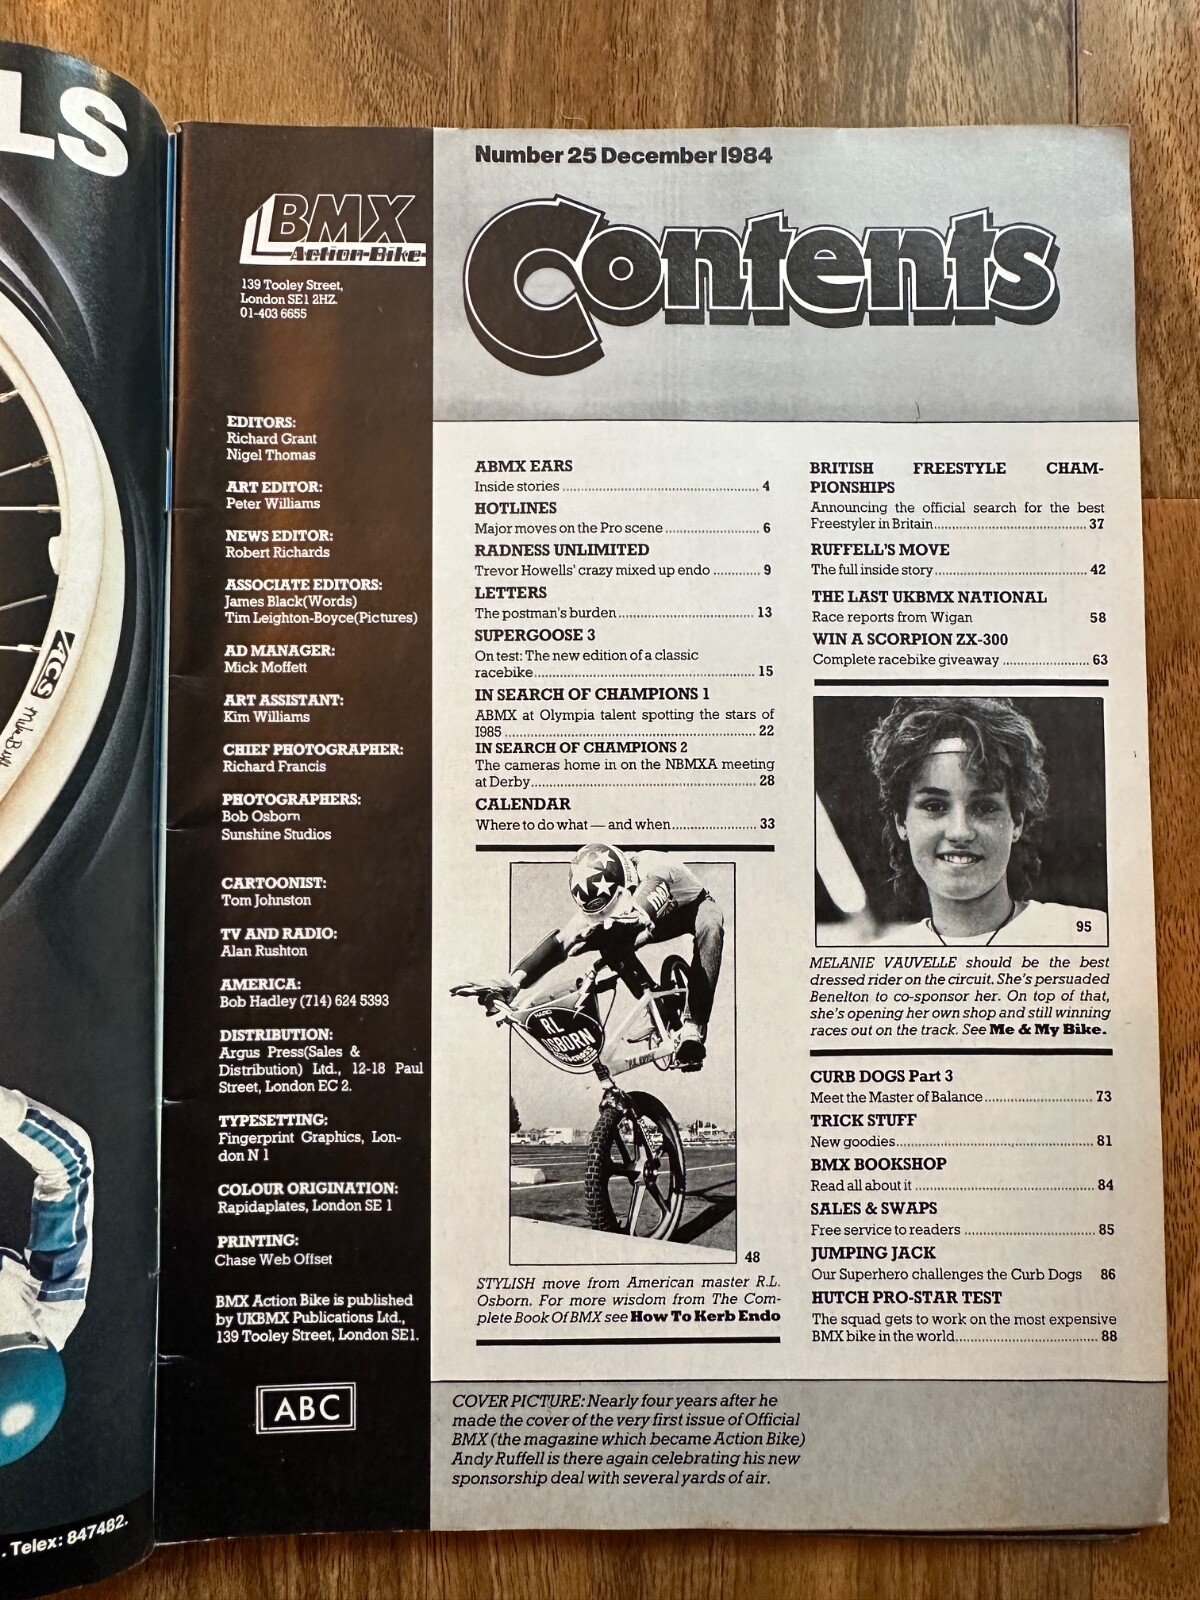 LS
ACS
. Telex: 847482.
BMX
Action-Bike
139 Tooley Street,
London SE1 2HZ.
01-403 6655
EDITORS:
Richard Grant
Nigel Thomas
ART EDITOR:
Peter Williams
NEWS EDITOR:
Robert Richards
ASSOCIATE EDITORS:
James Black(Words)
Tim Leighton-Boyce(Pictures)
AD MANAGER:
Mick Moffett
ART ASSISTANT:
Kim Williams
CHIEF PHOTOGRAPHER:
Richard Francis
PHOTOGRAPHERS:
Bob Osborn
Sunshine Studios
CARTOONIST:
Tom Johnston
TV AND RADIO:
Alan Rushton
AMERICA:
Bob Hadley (714) 624 5393
DISTRIBUTION:
Argus Press(Sales &
Distribution) Ltd., 12-18 Paul
Street, London EC 2.
TYPESETTING:
Fingerprint Graphics, Lon-
don N 1
COLOUR ORIGINATION:
Rapidaplates, London SE 1
PRINTING:
Chase Web Offset
BMX Action Bike is published
by UKBMX Publications Ltd.,
139 Tooley Street, London SE1.
ABC
Number 25 December 1984
Contents
ABMX EARS
Inside stories 4
HOTLINES
Major moves on the Pro scene 6
RADNESS UNLIMITED
Trevor Howells' crazy mixed up endo 9
LETTERS
The postman's burden 13
SUPERGOOSE 3
On test: The new edition of a classic
racebike 15
IN SEARCH OF CHAMPIONS 1
ABMX at Olympia talent spotting the stars of
1985 22
IN SEARCH OF CHAMPIONS 2
The cameras home in on the NBMXA meeting
at Derby 28
CALENDAR
Where to do what — and when 33
HARO
RL
OSBORN
48
STYLISH move from American master R.L.
Osborn. For more wisdom from The Com-
plete Book Of BMX see How To Kerb Endo
BRITISH FREESTYLE CHAM-
PIONSHIPS
Announcing the official search for the best
Freestyler in Britain 37
RUFFELL'S MOVE
The full inside story 42
THE LAST UKBMX NATIONAL
Race reports from Wigan 58
WIN A SCORPION ZX-300
Complete racebike giveaway 63
95
MELANIE VAUVELLE should be the best
dressed rider on the circuit. She's persuaded
Benelton to co-sponsor her. On top of that,
she's opening her own shop and still winning
races out on the track. See Me & My Bike.
CURB DOGS Part 3
Meet the Master of Balance 73
TRICK STUFF
New goodies 81
BMX BOOKSHOP
Read all about it 84
SALES & SWAPS
Free service to readers 85
JUMPING JACK
Our Superhero challenges the Curb Dogs 86
HUTCH PRO-STAR TEST
The squad gets to work on the most expensive
BMX bike in the world 88
COVER PICTURE: Nearly four years after he
made the cover of the very first issue of Official
BMX (the magazine which became Action Bike)
Andy Ruffell is there again celebrating his new
sponsorship deal with several yards of air.